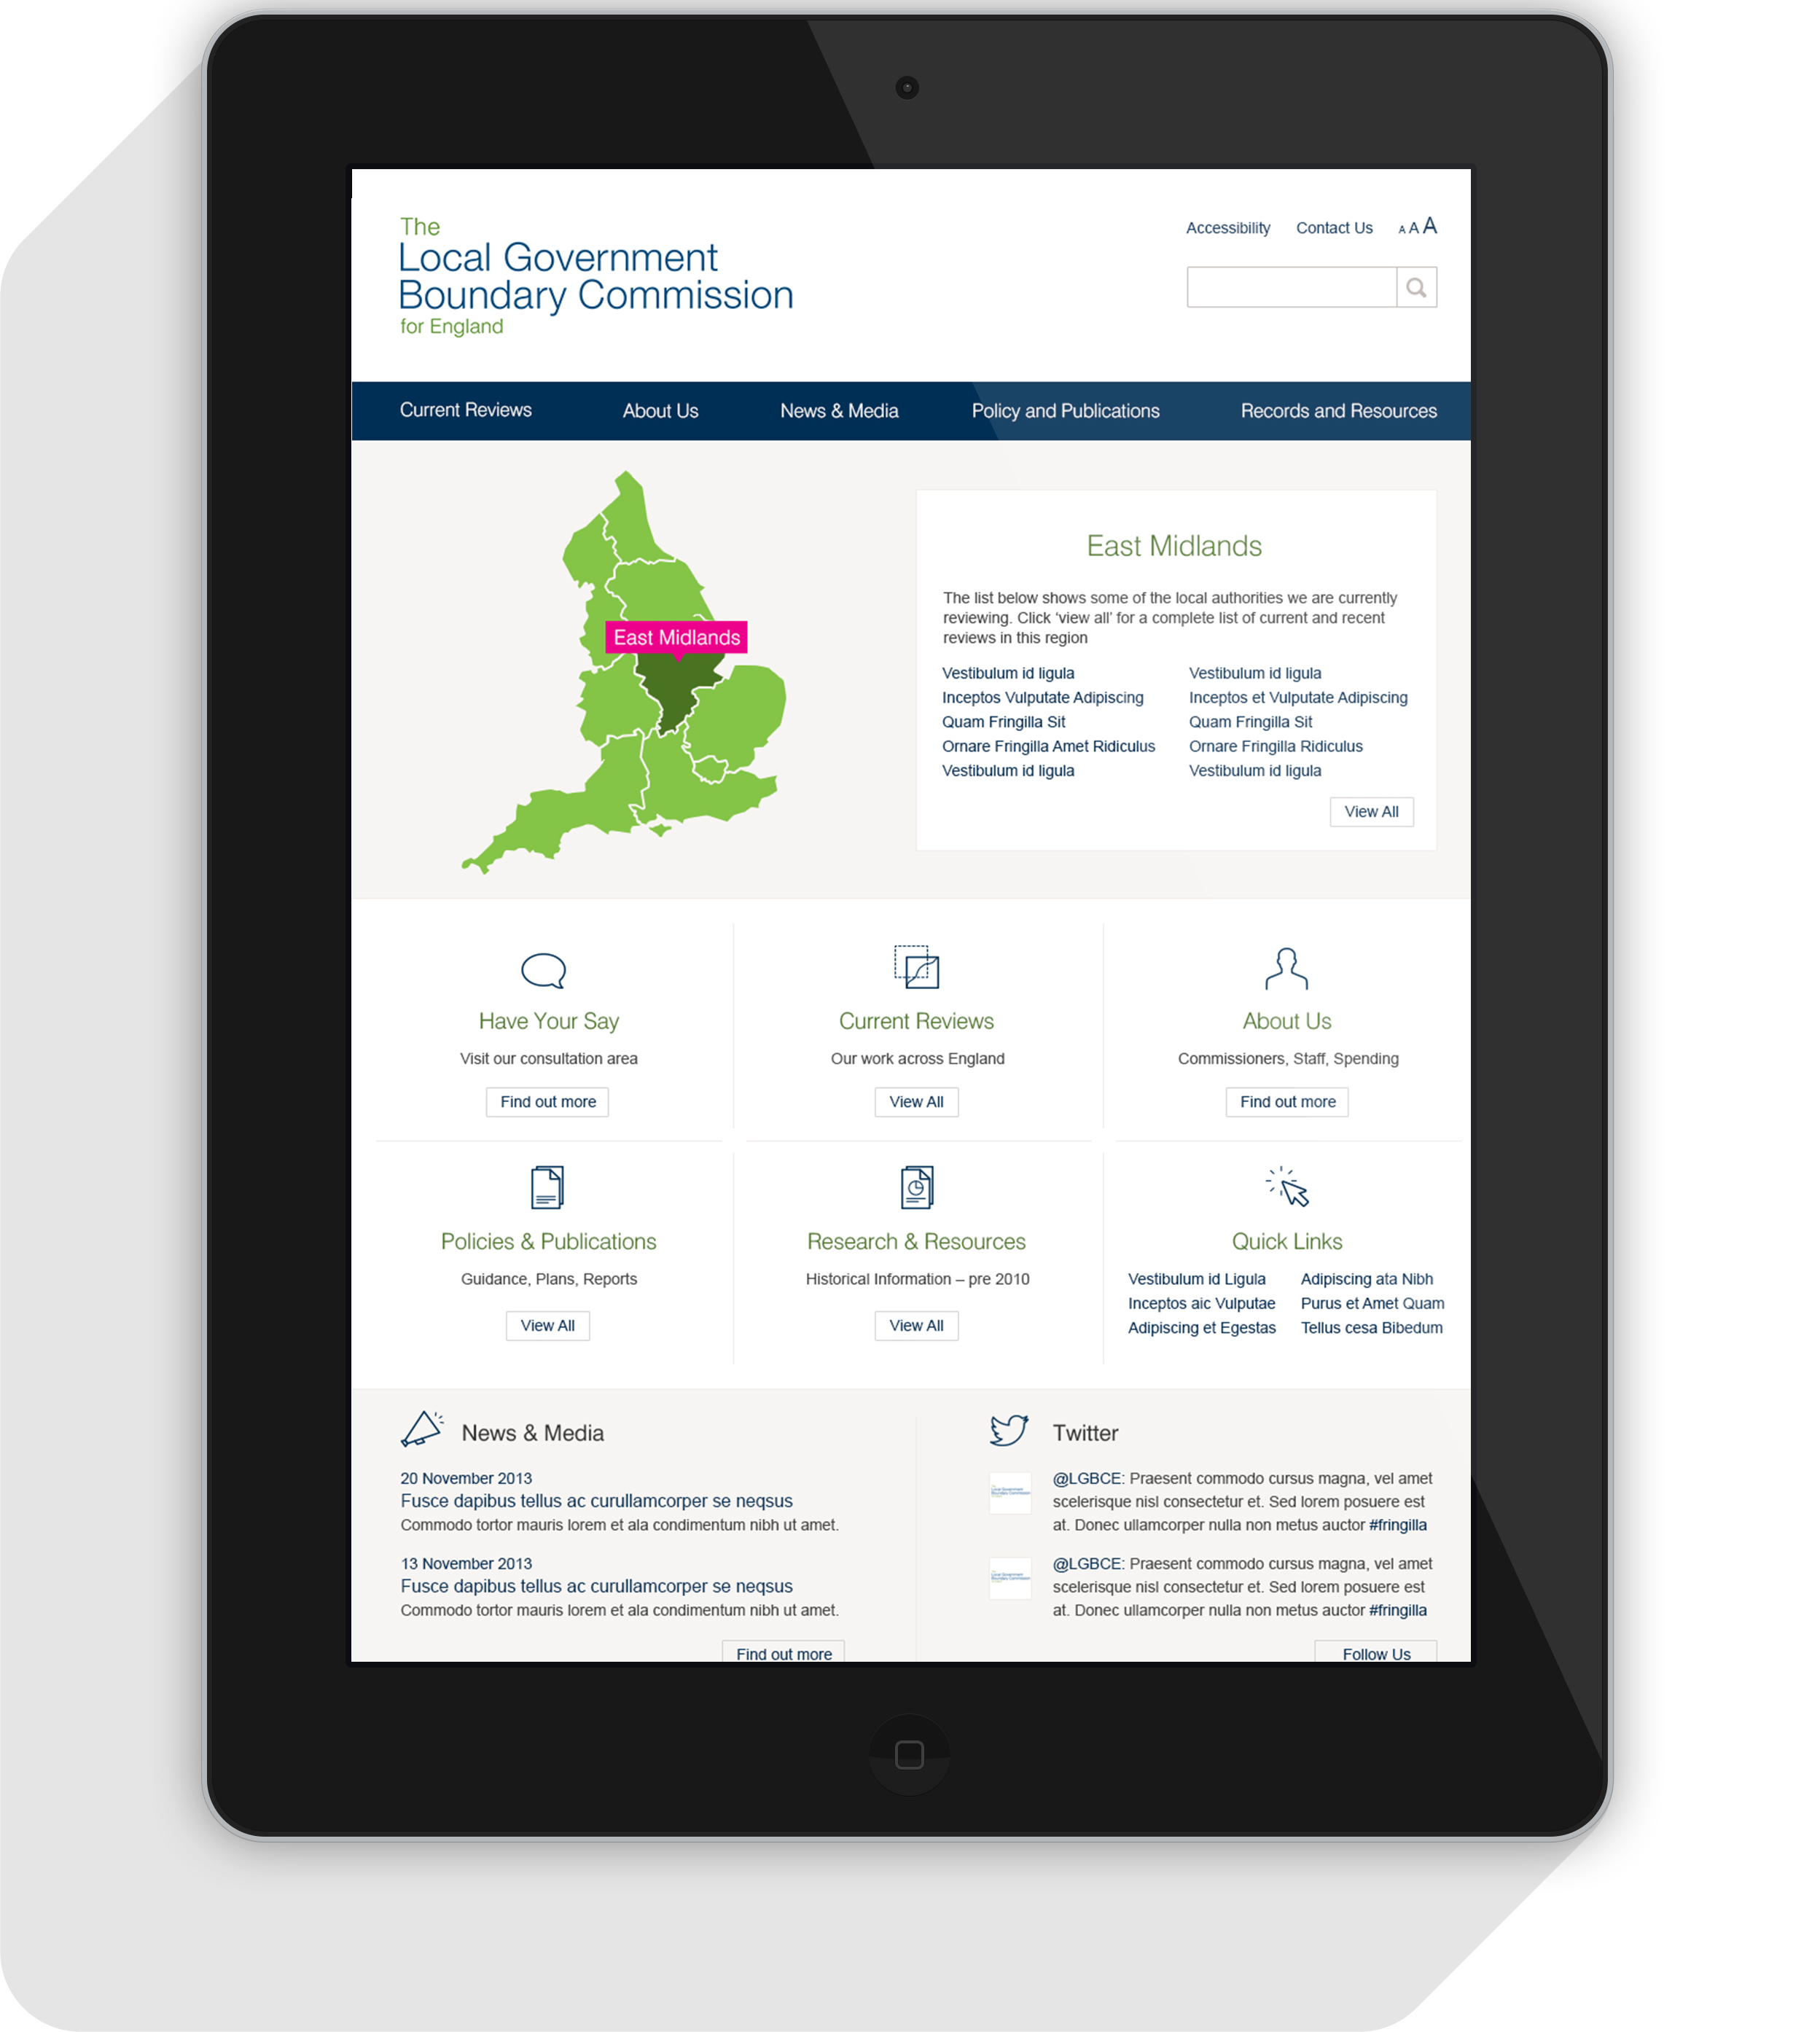 The
Local Government
Boundary Commission
for England
Accessibility Contact Us A A A
Current Reviews About Us News & Media Policy and Publications Records and Resources
East Midlands
East Midlands
The list below shows some of the local authorities we are currently
reviewing. Click ‘view all’ for a complete list of current and recent
reviews in this region
Vestibulum id ligula Vestibulum id ligula
Inceptos Vulputate Adipiscing Inceptos et Vulputate Adipiscing
Quam Fringilla Sit Quam Fringilla Sit
Ornare Fringilla Amet Ridiculus Ornare Fringilla Ridiculus
Vestibulum id ligula Vestibulum id ligula
View All
Have Your Say
Visit our consultation area
Find out more
Current Reviews
Our work across England
View All
About Us
Commissioners, Staff, Spending
Find out more
Policies & Publications
Guidance, Plans, Reports
View All
Research & Resources
Historical Information – pre 2010
View All
Quick Links
Vestibulum id Ligula Adipiscing ata Nibh
Inceptos aic Vulputae Purus et Amet Quam
Adipiscing et Egestas Tellus cesa Bibedum
News & Media
20 November 2013
Fusce dapibus tellus ac curullamcorper se neqsus
Commodo tortor mauris lorem et ala condimentum nibh ut amet.
13 November 2013
Fusce dapibus tellus ac curullamcorper se neqsus
Commodo tortor mauris lorem et ala condimentum nibh ut amet.
Find out more
Twitter
Local Government
Boundary Commission
@LGBCE: Praesent commodo cursus magna, vel amet
scelerisque nisl consectetur et. Sed lorem posuere est
at. Donec ullamcorper nulla non metus auctor #fringilla
Local Government
Boundary Commission
@LGBCE: Praesent commodo cursus magna, vel amet
scelerisque nisl consectetur et. Sed lorem posuere est
at. Donec ullamcorper nulla non metus auctor #fringilla
Follow Us